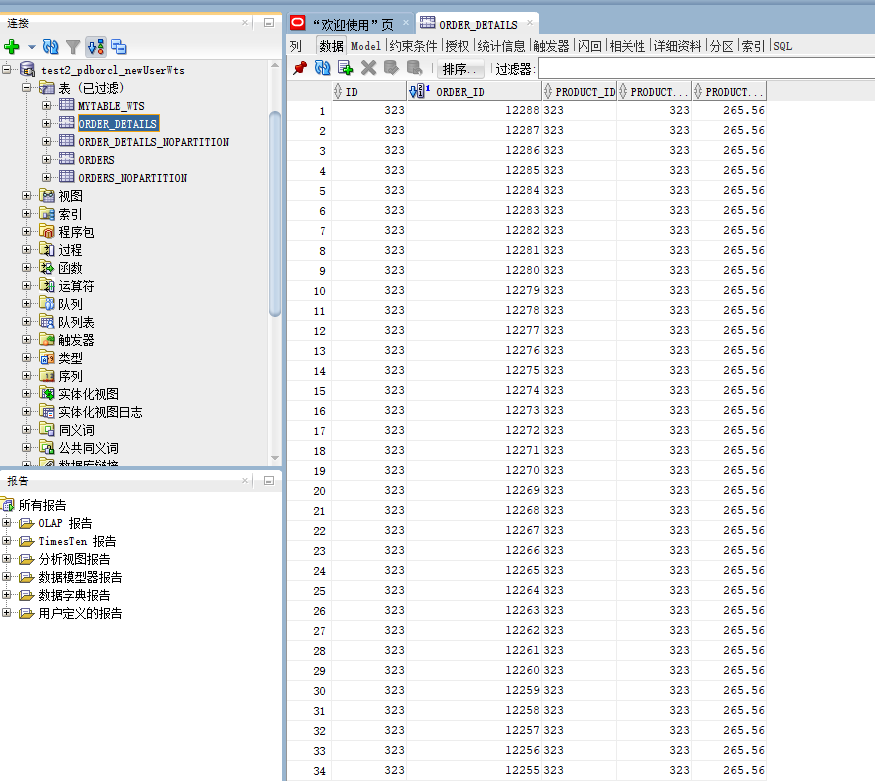 连接
test2_pdborcl_newUserWts
表 (已过滤)
MYTABLE_WTS
ORDER_DETAILS
ORDER_DETAILS_NOPARTITION
ORDERS
ORDERS_NOPARTITION
视图
索引
程序包
过程
函数
运算符
队列
队列表
触发器
类型
序列
实体化视图
实体化视图日志
同义词
公共同义词
数据库链接
报告
所有报告
OLAP 报告
TimesTen 报告
分析视图报告
数据模型器报告
数据字典报告
用户定义的报告
“欢迎使用”页 ORDER_DETAILS
列 数据 Model 约束条件 授权 统计信息 触发器 闪回 相关性 详细资料 分区 索引 SQL
排序.. 过滤器:
ID ORDER_ID PRODUCT_ID PRODUCT... PRODUCT...
1 323 12288 323 323 265.56
2 323 12287 323 323 265.56
3 323 12286 323 323 265.56
4 323 12285 323 323 265.56
5 323 12284 323 323 265.56
6 323 12283 323 323 265.56
7 323 12282 323 323 265.56
8 323 12281 323 323 265.56
9 323 12280 323 323 265.56
10 323 12279 323 323 265.56
11 323 12278 323 323 265.56
12 323 12277 323 323 265.56
13 323 12276 323 323 265.56
14 323 12275 323 323 265.56
15 323 12274 323 323 265.56
16 323 12273 323 323 265.56
17 323 12272 323 323 265.56
18 323 12271 323 323 265.56
19 323 12270 323 323 265.56
20 323 12269 323 323 265.56
21 323 12268 323 323 265.56
22 323 12267 323 323 265.56
23 323 12266 323 323 265.56
24 323 12265 323 323 265.56
25 323 12264 323 323 265.56
26 323 12263 323 323 265.56
27 323 12262 323 323 265.56
28 323 12261 323 323 265.56
29 323 12260 323 323 265.56
30 323 12259 323 323 265.56
31 323 12258 323 323 265.56
32 323 12257 323 323 265.56
33 323 12256 323 323 265.56
34 323 12255 323 323 265.56